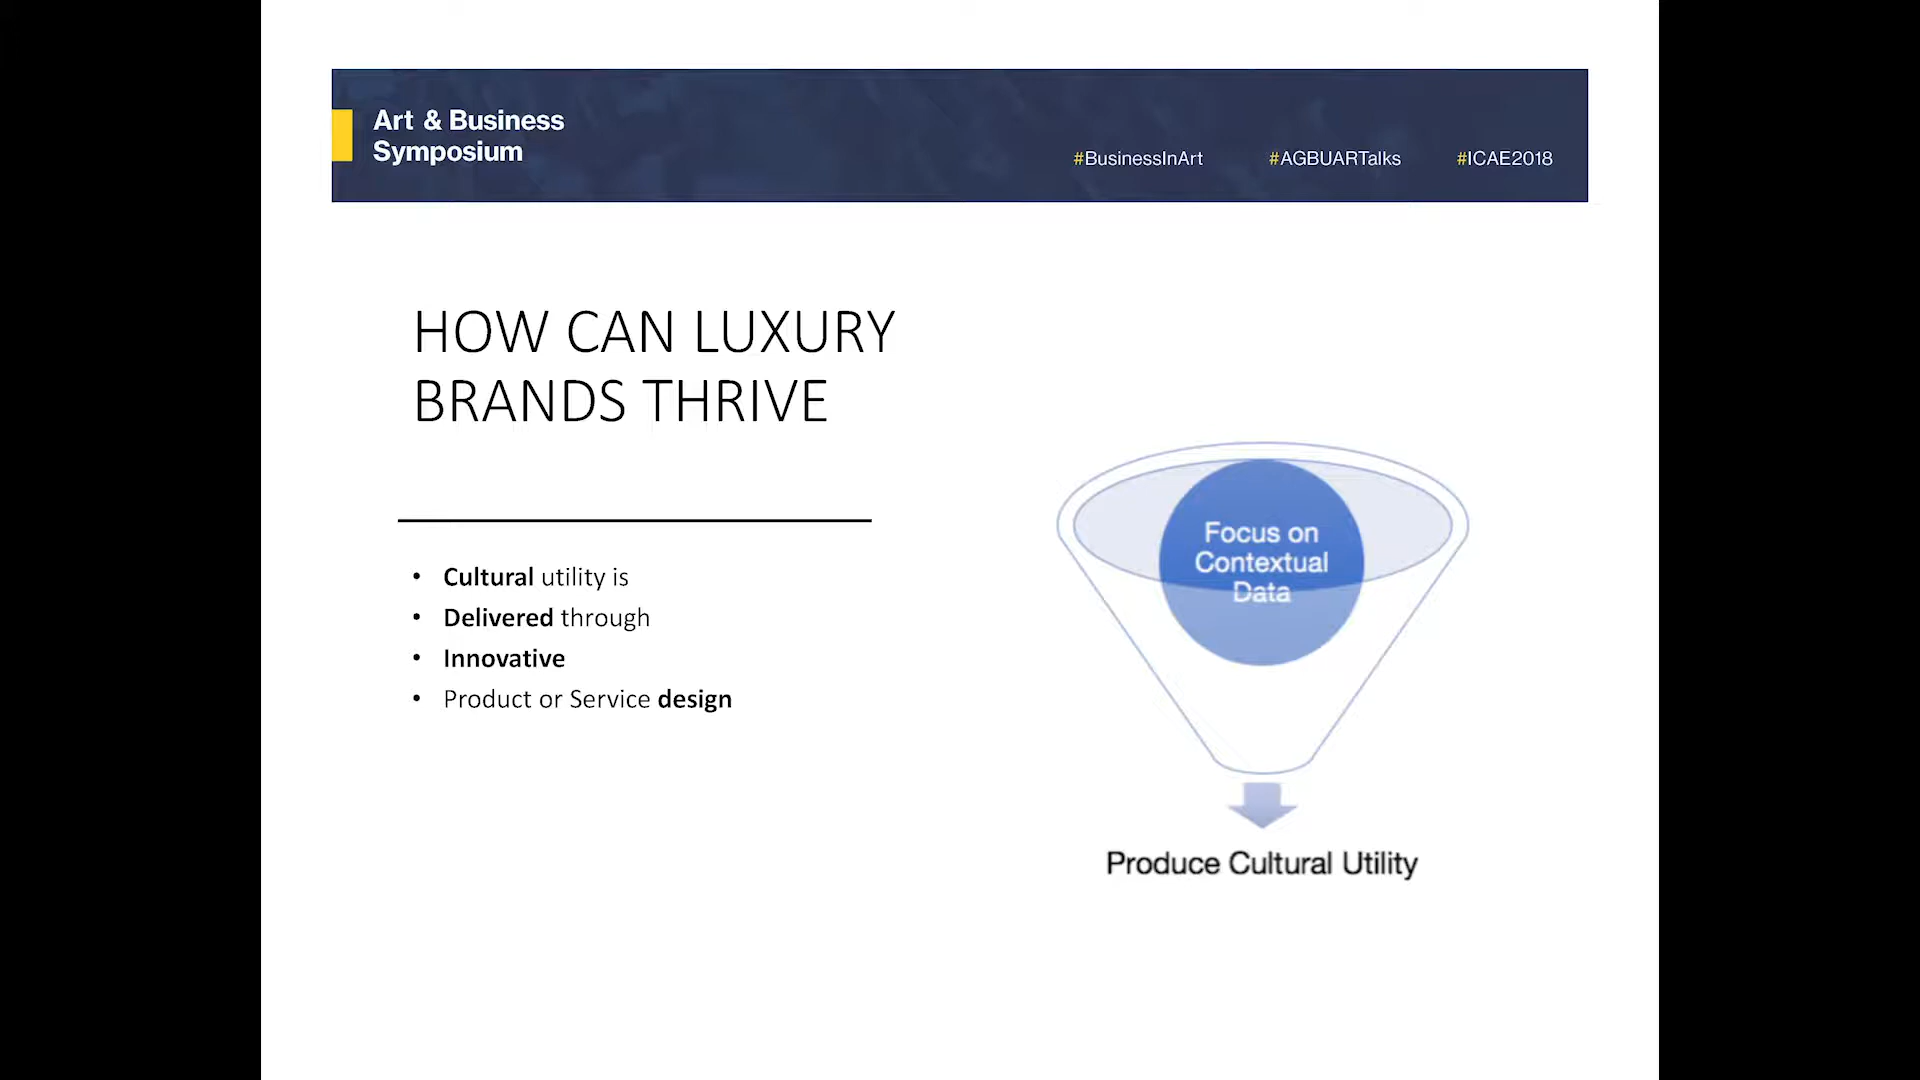 Art & Business
Symposium
#BusinessInArt #AGBUARTalks #ICAE2018
HOW CAN LUXURY
BRANDS THRIVE
• Cultural utility is
• Delivered through
• Innovative
• Product or Service design
Focus on
Contextual
Data
Produce Cultural Utility